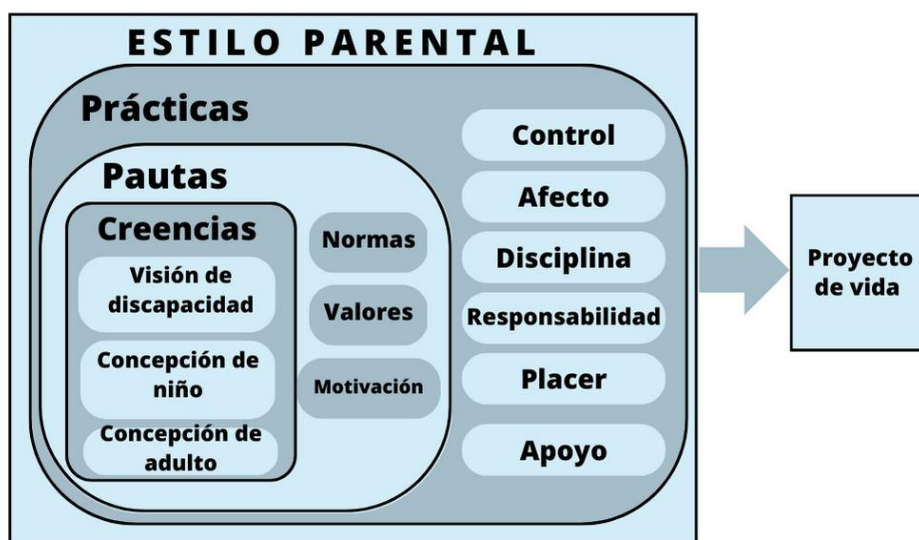 ESTILO PARENTAL
Prácticas
Pautas
Creencias
Visión de
discapacidad
Concepción de
niño
Concepción de
adulto
Normas
Valores
Motivación
Control
Afecto
Disciplina
Responsabilidad
Placer
Apoyo
Proyecto
de vida